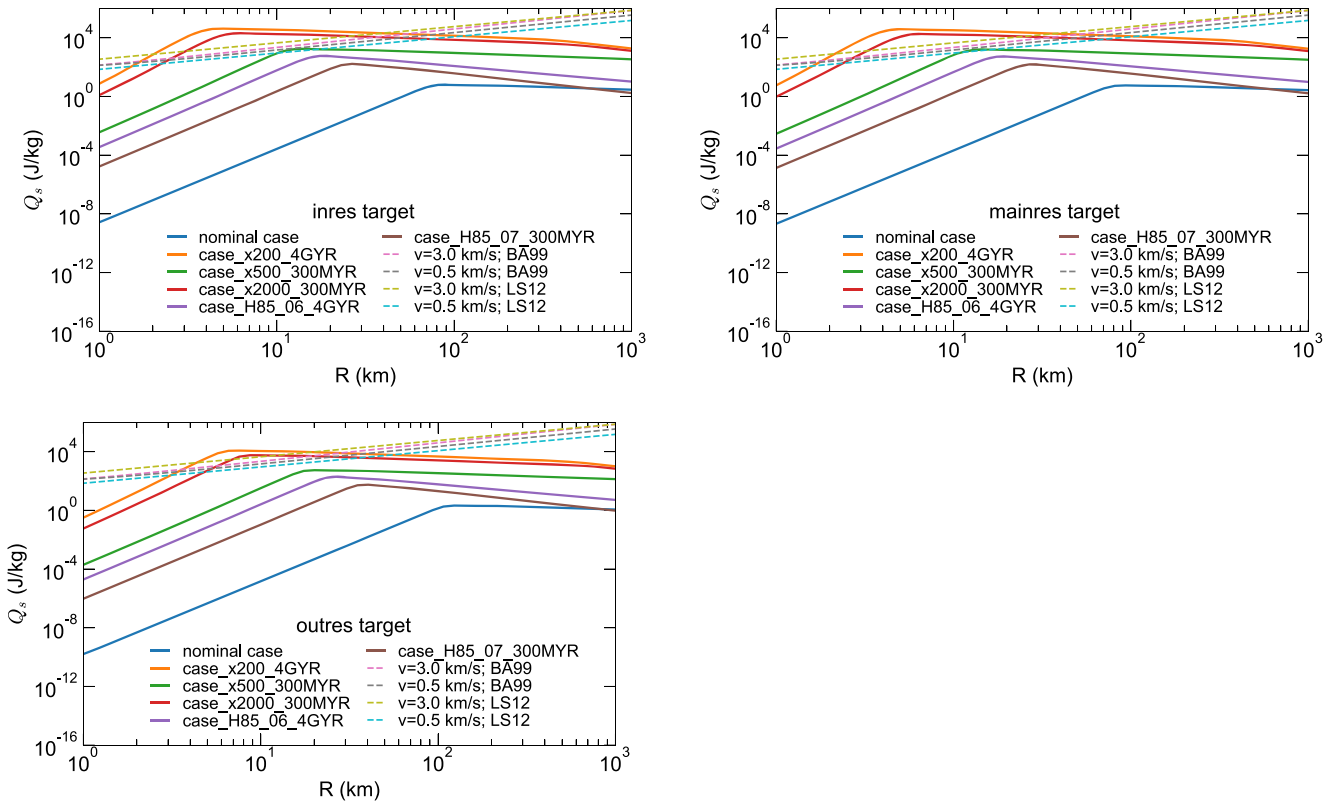 10^4
10^0
10^-4
10^-8
10^-12
10^-16
Q_s (J/kg)
inres target
nominal case
case_x200_4GYR
case_x500_300MYR
case_x2000_300MYR
case_H85_06_4GYR
case_H85_07_300MYR
v=3.0 km/s; BA99
v=0.5 km/s; BA99
v=3.0 km/s; LS12
v=0.5 km/s; LS12
10^0 10^1 10^2 10^3
R (km)
10^4
10^0
10^-4
10^-8
10^-12
10^-16
Q_s (J/kg)
mainres target
nominal case
case_x200_4GYR
case_x500_300MYR
case_x2000_300MYR
case_H85_06_4GYR
case_H85_07_300MYR
v=3.0 km/s; BA99
v=0.5 km/s; BA99
v=3.0 km/s; LS12
v=0.5 km/s; LS12
10^0 10^1 10^2 10^3
R (km)
10^4
10^0
10^-4
10^-8
10^-12
10^-16
Q_s (J/kg)
outres target
nominal case
case_x200_4GYR
case_x500_300MYR
case_x2000_300MYR
case_H85_06_4GYR
case_H85_07_300MYR
v=3.0 km/s; BA99
v=0.5 km/s; BA99
v=3.0 km/s; LS12
v=0.5 km/s; LS12
10^0 10^1 10^2 10^3
R (km)